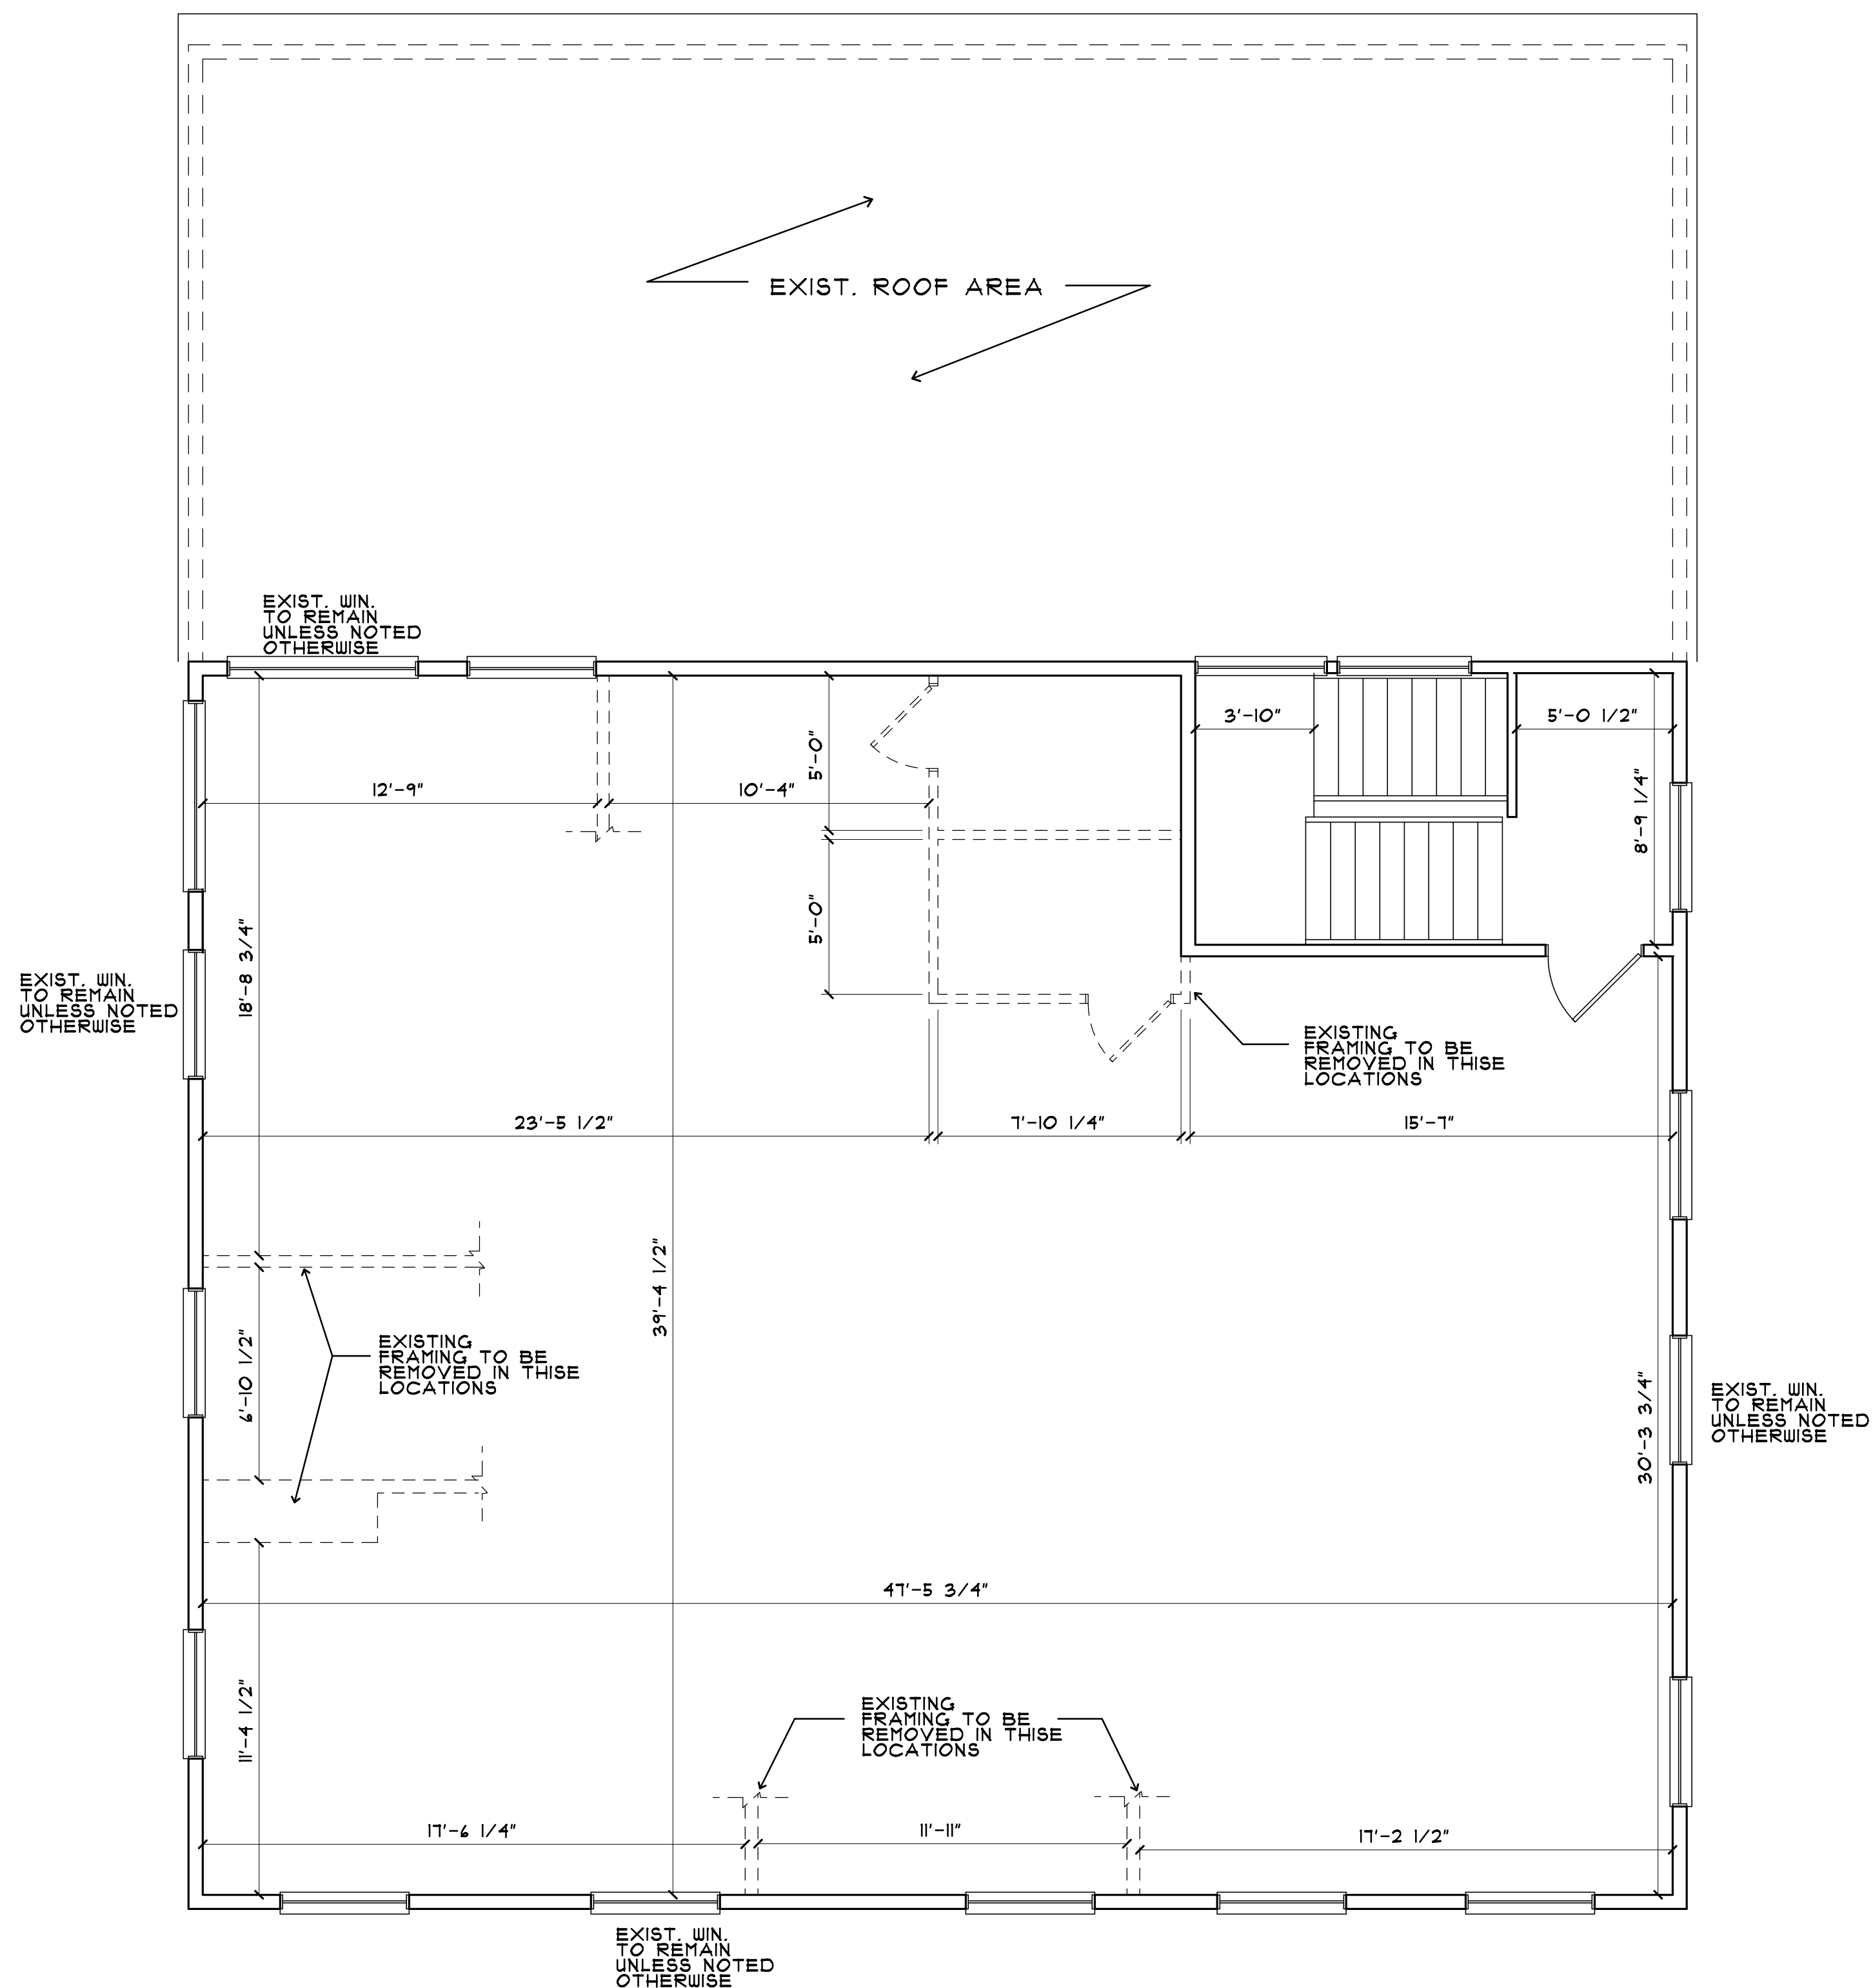 EXIST. ROOF AREA
EXIST. WIN.
TO REMAIN
UNLESS NOTED
OTHERWISE
3'-10"
5'-0 1/2"
5'-0"
12'-9"
10'-4"
8'-9 1/4"
5'-0"
18'-8 3/4"
EXIST. WIN.
TO REMAIN
UNLESS NOTED
OTHERWISE
EXISTING
FRAMING TO BE
REMOVED IN THISE
LOCATIONS
23'-5 1/2"
7'-10 1/4"
15'-7"
39'-4 1/2"
6'-10 1/2"
EXISTING
FRAMING TO BE
REMOVED IN THISE
LOCATIONS
30'-3 3/4"
EXIST. WIN.
TO REMAIN
UNLESS NOTED
OTHERWISE
47'-5 3/4"
11'-4 1/2"
EXISTING
FRAMING TO BE
REMOVED IN THISE
LOCATIONS
17'-6 1/4"
11'-11"
17'-2 1/2"
EXIST. WIN.
TO REMAIN
UNLESS NOTED
OTHERWISE